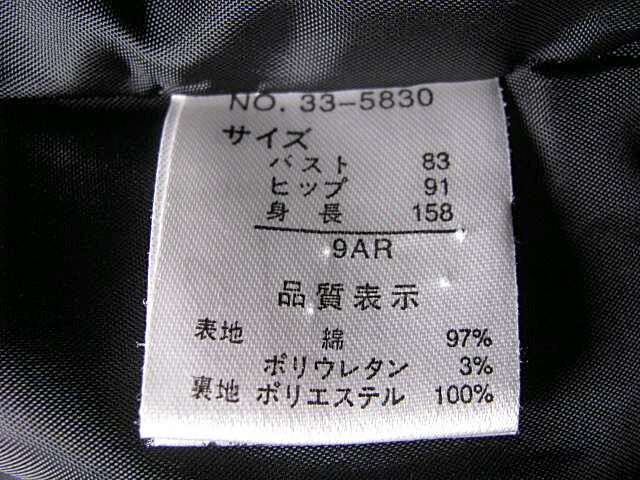 NO. 33-5830
サイズ
バスト 83
ヒップ 91
身長 158
9AR
品質表示
表地 綿 97%
ポリウレタン 3%
裏地 ポリエステル 100%